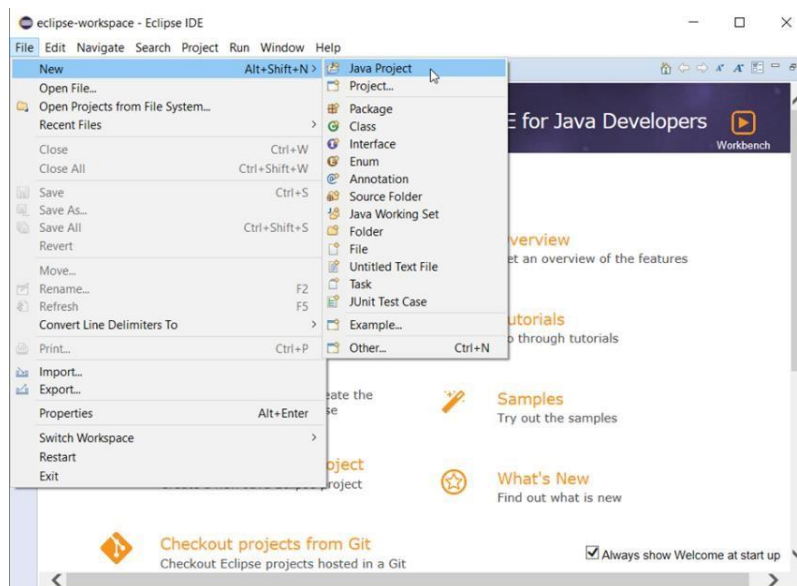 eclipse-workspace - Eclipse IDE
File Edit Navigate Search Project Run Window Help
New Alt+Shift+N >
Open File...
Open Projects from File System...
Recent Files >
Close Ctrl+W
Close All Ctrl+Shift+W
Save Ctrl+S
Save As...
Save All Ctrl+Shift+S
Revert
Move...
Rename... F2
Refresh F5
Convert Line Delimiters To >
Print... Ctrl+P
Import...
Export...
Properties Alt+Enter
Switch Workspace >
Restart
Exit
Java Project
Project...
Package
Class
Interface
Enum
Annotation
Source Folder
Java Working Set
Folder
File
Untitled Text File
Task
JUnit Test Case
Example...
Other... Ctrl+N
E for Java Developers
Workbench
verview
et an overview of the features
utorials
o through tutorials
eate the
se
Samples
Try out the samples
oject
project
What's New
Find out what is new
Checkout projects from Git
Checkout Eclipse projects hosted in a Git
Always show Welcome at start up